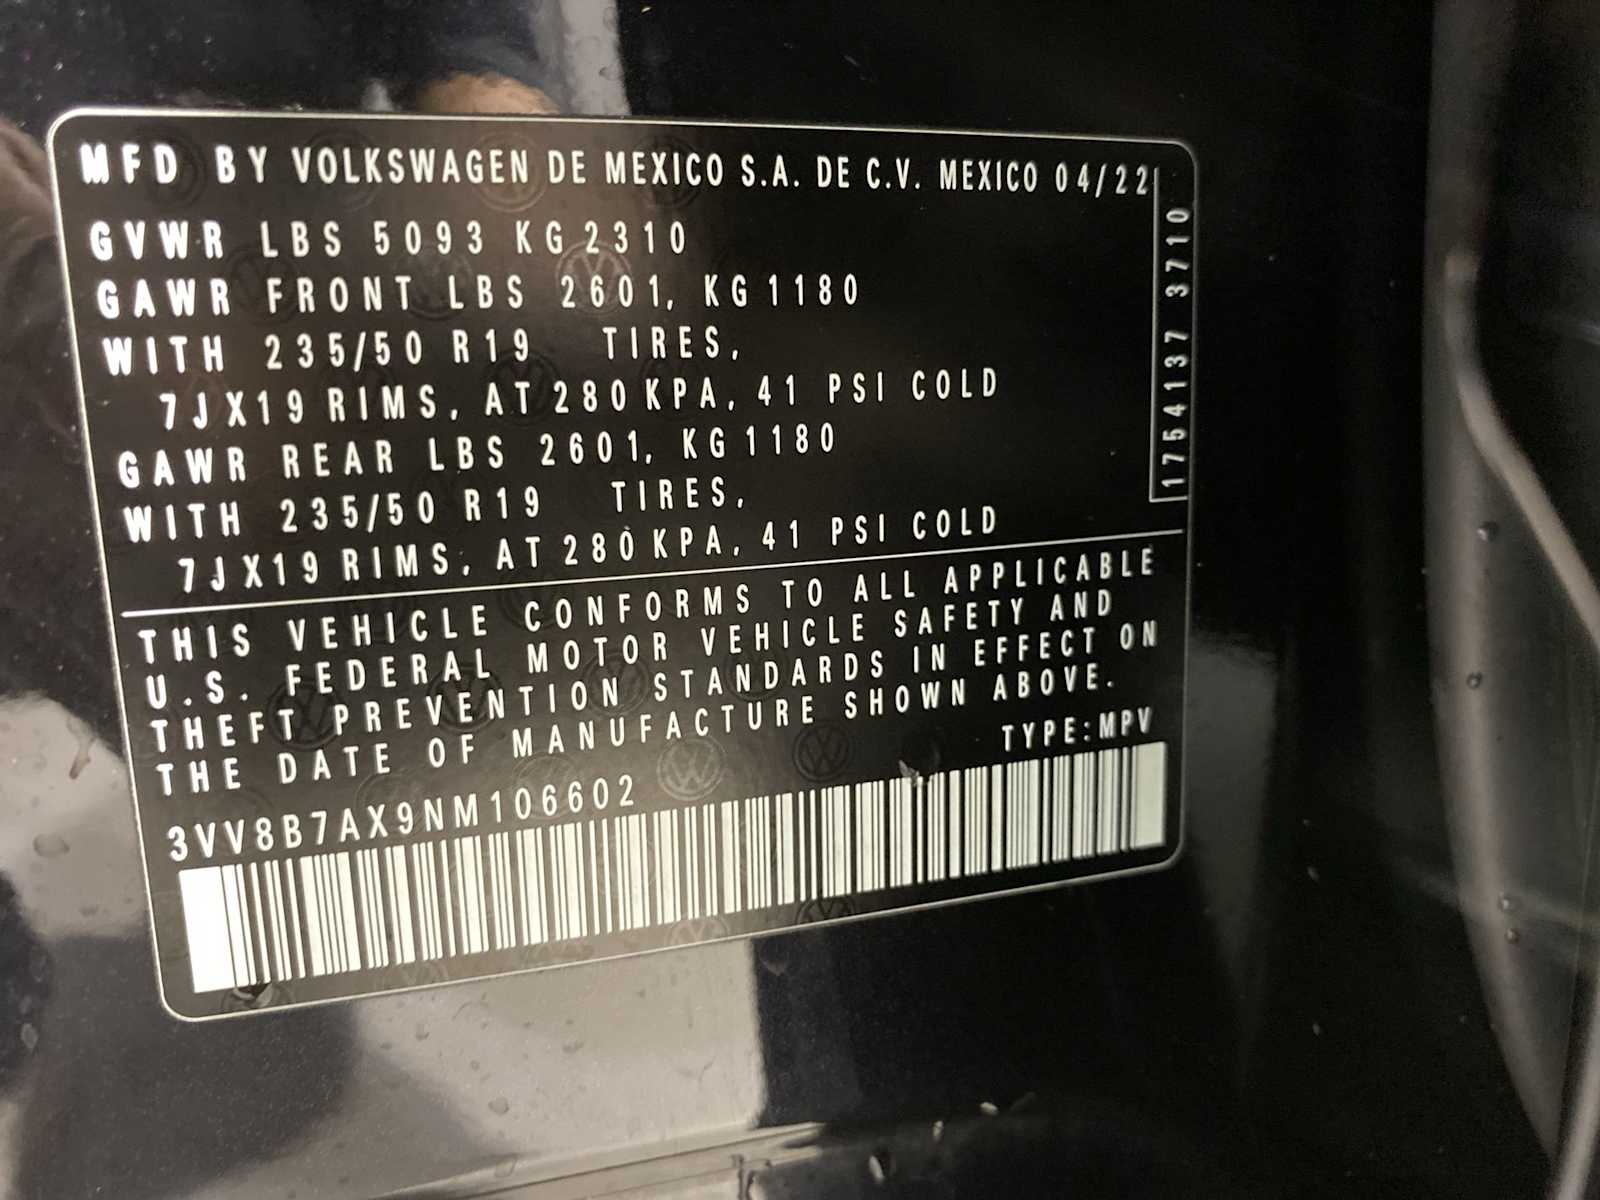 MFD BY VOLKSWAGEN DE MEXICO S.A. DE C.V. MEXICO 04/22
GVWR LBS 5093 KG 2310
GAWR FRONT LBS 2601, KG 1180
WITH 235/50 R19 TIRES,
7JX19 RIMS, AT 280 KPA, 41 PSI COLD
GAWR REAR LBS 2601, KG 1180
WITH 235/50 R19 TIRES,
7JX19 RIMS, AT 280 KPA, 41 PSI COLD
1754137 3710
THIS VEHICLE CONFORMS TO ALL APPLICABLE
U.S. FEDERAL MOTOR VEHICLE SAFETY AND
THEFT PREVENTION STANDARDS IN EFFECT ON
THE DATE OF MANUFACTURE SHOWN ABOVE.
TYPE:MPV
3VV8B7AX9NM106602